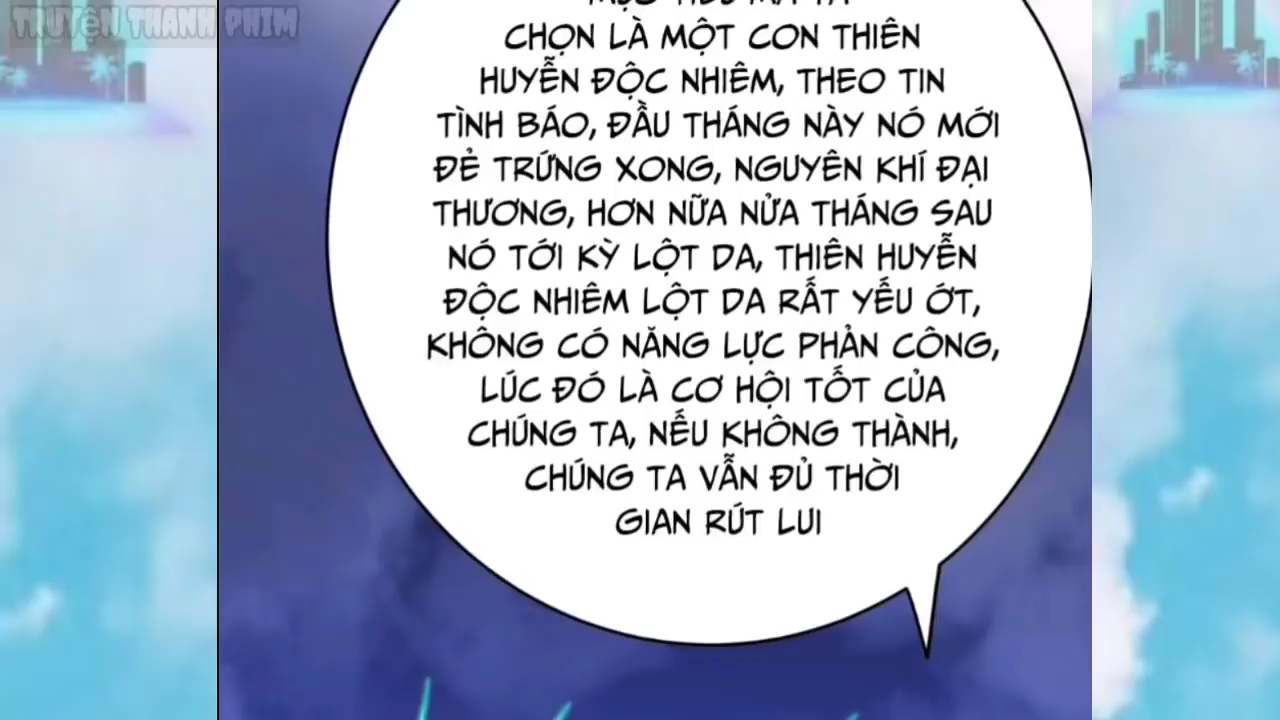 TRUYỆN THANH PHIM
CHỌN LÀ MỘT CON THIÊN
HUYỄN ĐỘC NHIÊM, THEO TIN
TÌNH BÁO, ĐẦU THÁNG NÀY NÓ MỚI
ĐẺ TRỨNG XONG, NGUYÊN KHÍ ĐẠI
THƯƠNG, HƠN NỮA NỬA THÁNG SAU
NÓ TỚI KỲ LỘT DA, THIÊN HUYỄN
ĐỘC NHIÊM LỘT DA RẤT YẾU ỚT,
KHÔNG CÓ NĂNG LỰC PHẢN CÔNG,
LÚC ĐÓ LÀ CƠ HỘI TỐT CỦA
CHÚNG TA, NẾU KHÔNG THÀNH,
CHÚNG TA VẪN ĐỦ THỜI
GIAN RÚT LUI